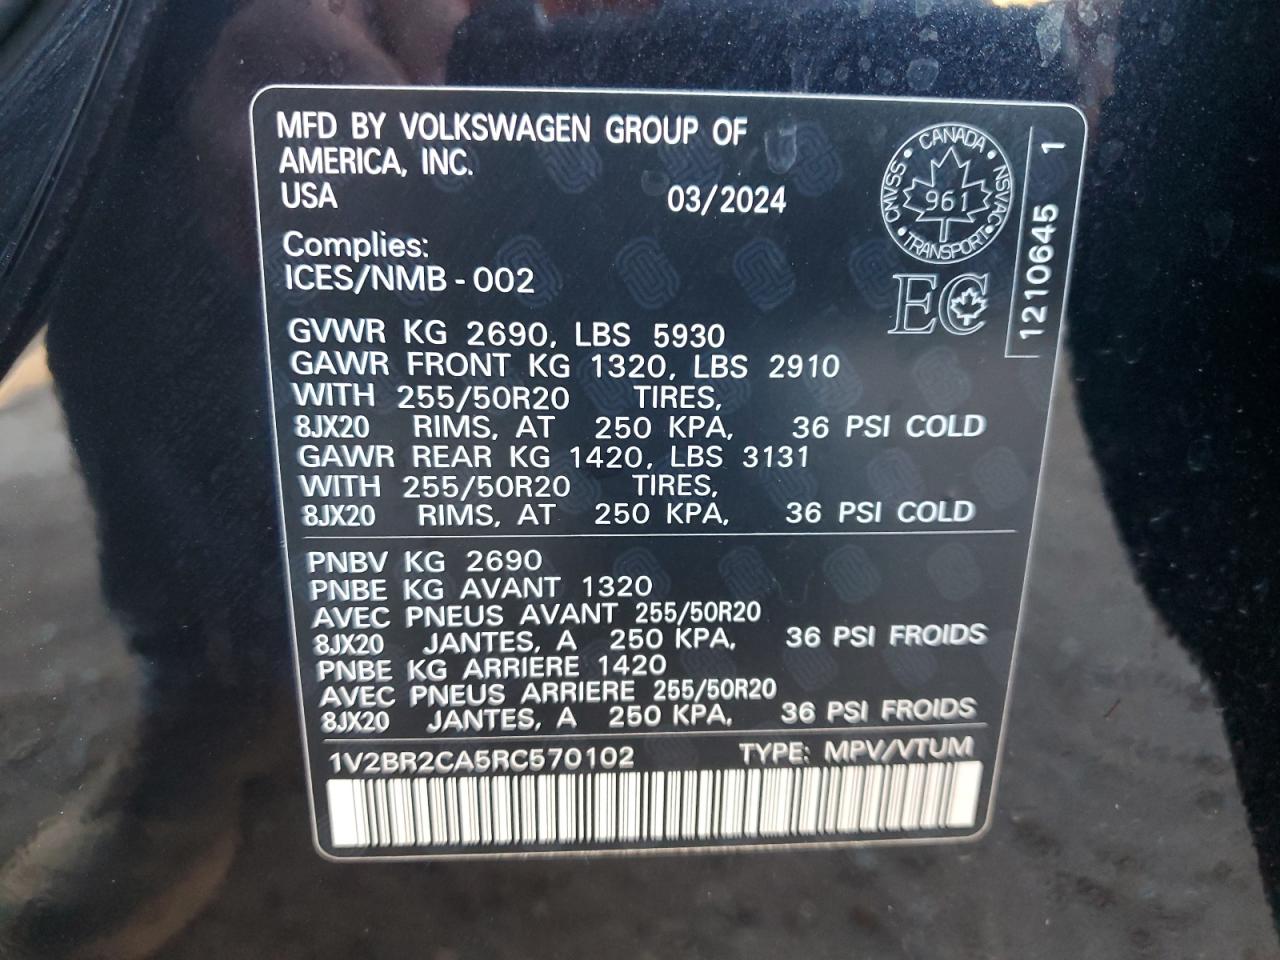 MFD BY VOLKSWAGEN GROUP OF
AMERICA, INC.
USA 03/2024
CANADA
CMVSS 961 NSVAC
TRANSPORT
EC
1210645 1
Complies:
ICES/NMB - 002
GVWR KG 2690, LBS 5930
GAWR FRONT KG 1320, LBS 2910
WITH 255/50R20 TIRES,
8JX20 RIMS, AT 250 KPA, 36 PSI COLD
GAWR REAR KG 1420, LBS 3131
WITH 255/50R20 TIRES,
8JX20 RIMS, AT 250 KPA, 36 PSI COLD
PNBV KG 2690
PNBE KG AVANT 1320
AVEC PNEUS AVANT 255/50R20
8JX20 JANTES, A 250 KPA, 36 PSI FROIDS
PNBE KG ARRIERE 1420
AVEC PNEUS ARRIERE 255/50R20
8JX20 JANTES, A 250 KPA, 36 PSI FROIDS
1V2BR2CA5RC570102 TYPE: MPV/VTUM